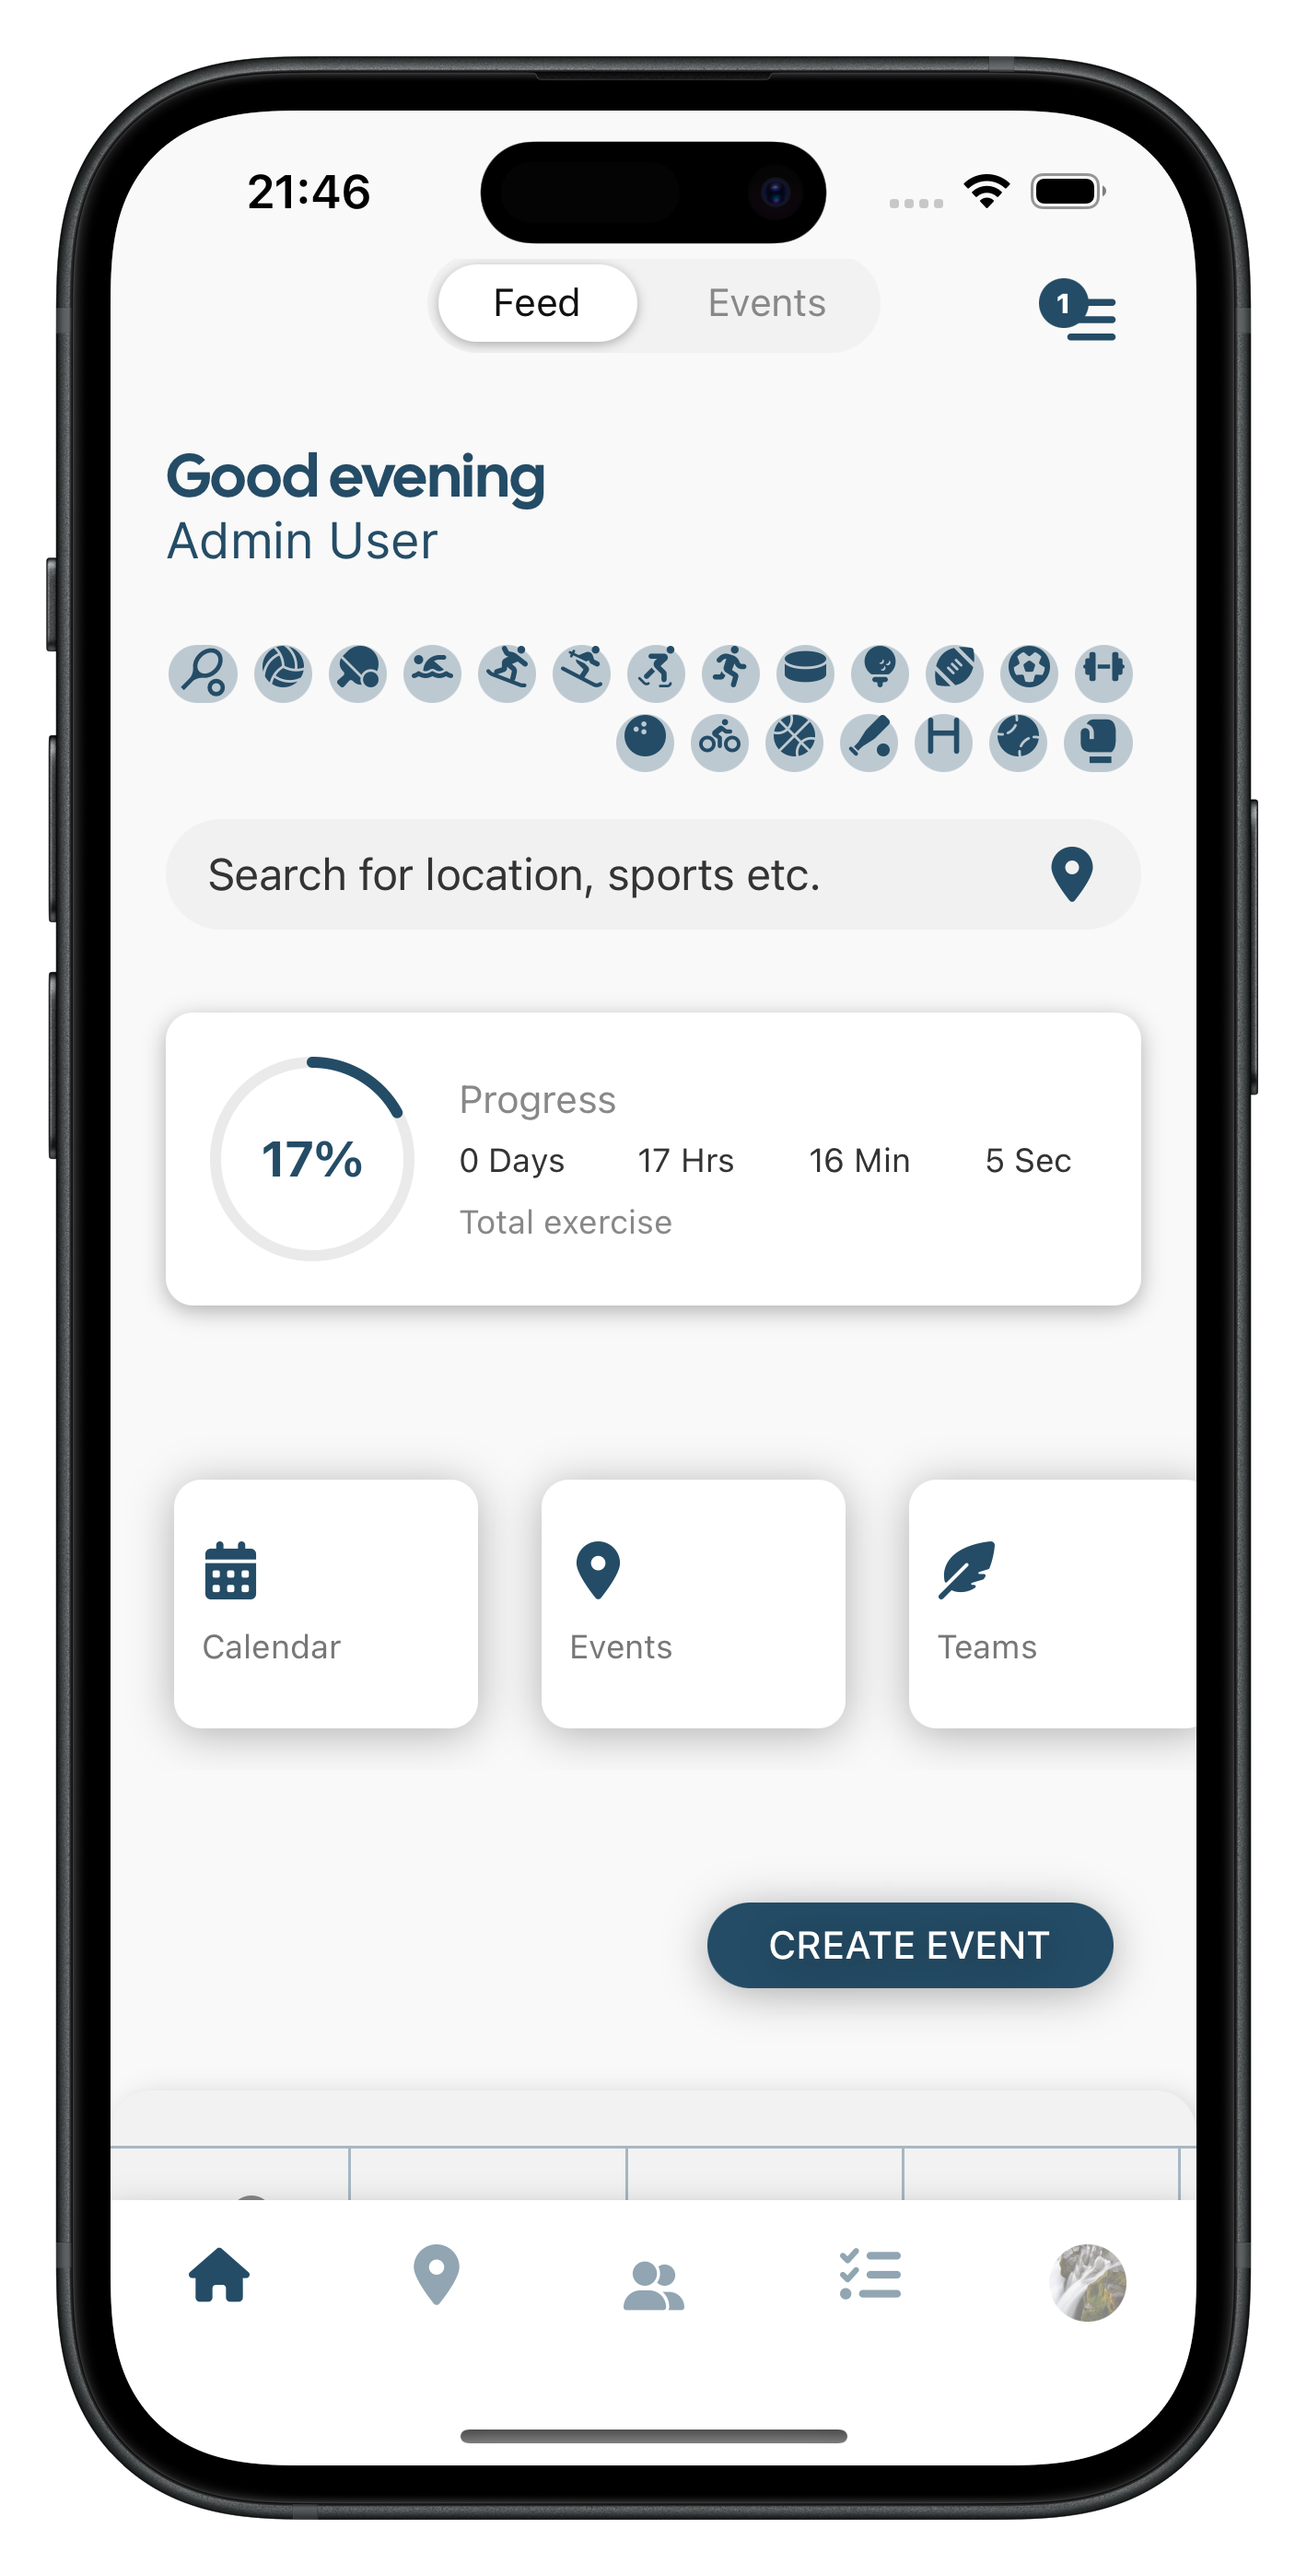 21:46
Feed Events
1
Good evening
Admin User
Search for location, sports etc.
Progress
17%
0 Days 17 Hrs 16 Min 5 Sec
Total exercise
Calendar Events Teams
CREATE EVENT